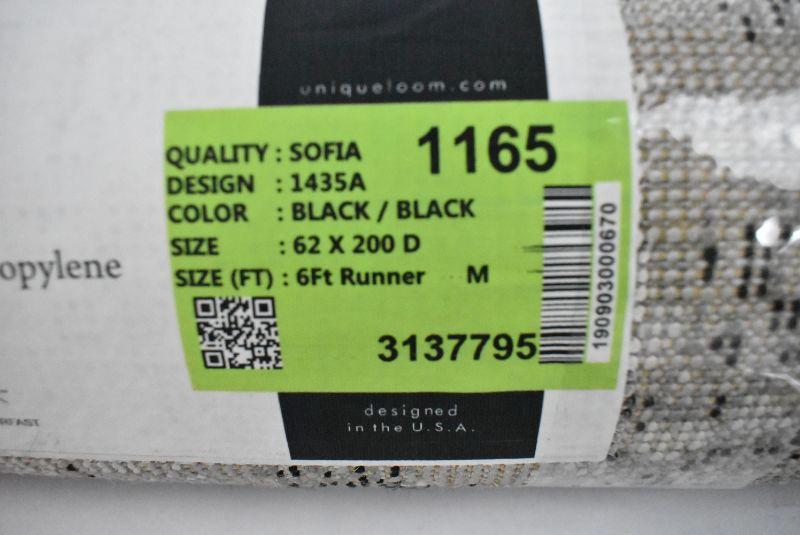 uniqueloom.com
1165
QUALITY : SOFIA
DESIGN : 1435A
COLOR : BLACK / BLACK
SIZE : 62 X 200 D
SIZE (FT) : 6Ft Runner M
3137795
1909030000670
opylene
designed
in the U.S.A.